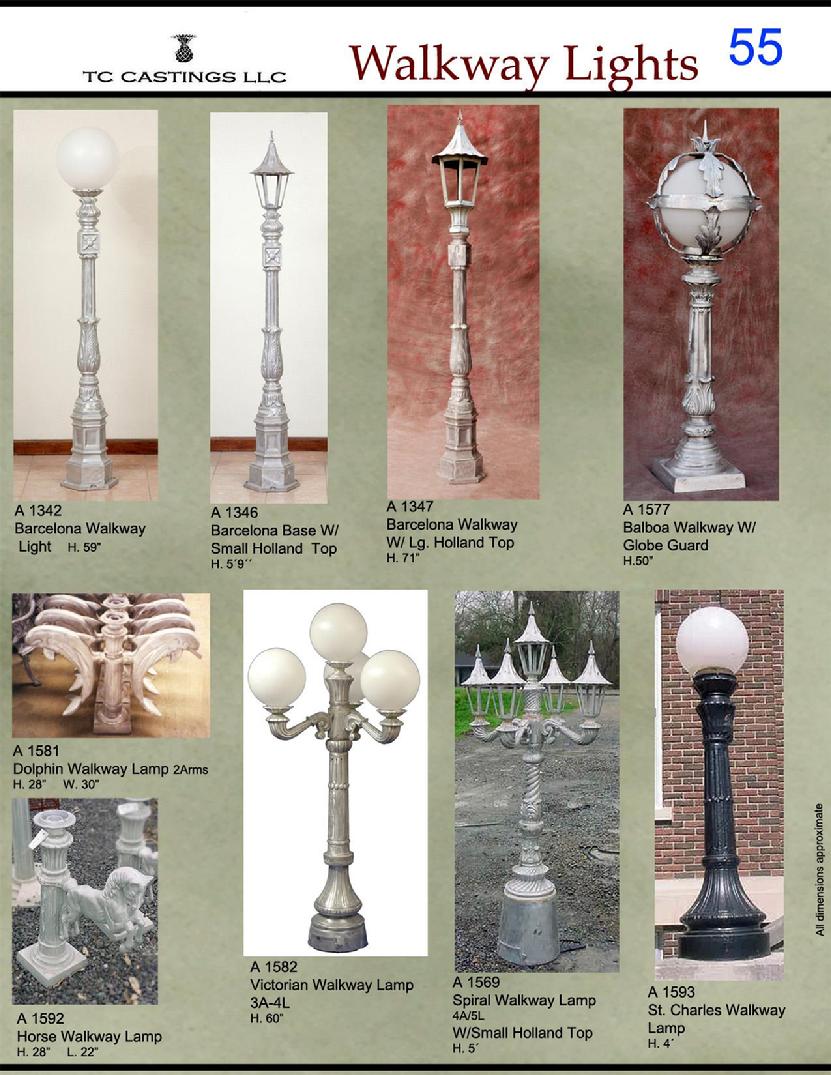 TC CASTINGS LLC
Walkway Lights
55
A 1342
Barcelona Walkway
Light H. 59"
A 1346
Barcelona Base W/
Small Holland Top
H. 5´9´´
A 1347
Barcelona Walkway
W/ Lg. Holland Top
H. 71"
A 1577
Balboa Walkway W/
Globe Guard
H.50"
A 1581
Dolphin Walkway Lamp 2Arms
H. 28" W. 30"
A 1592
Horse Walkway Lamp
H. 28" L. 22"
A 1582
Victorian Walkway Lamp
3A-4L
H. 60"
A 1569
Spiral Walkway Lamp
4A/5L
W/Small Holland Top
H. 5´
A 1593
St. Charles Walkway
Lamp
H. 4´
All dimensions approximate